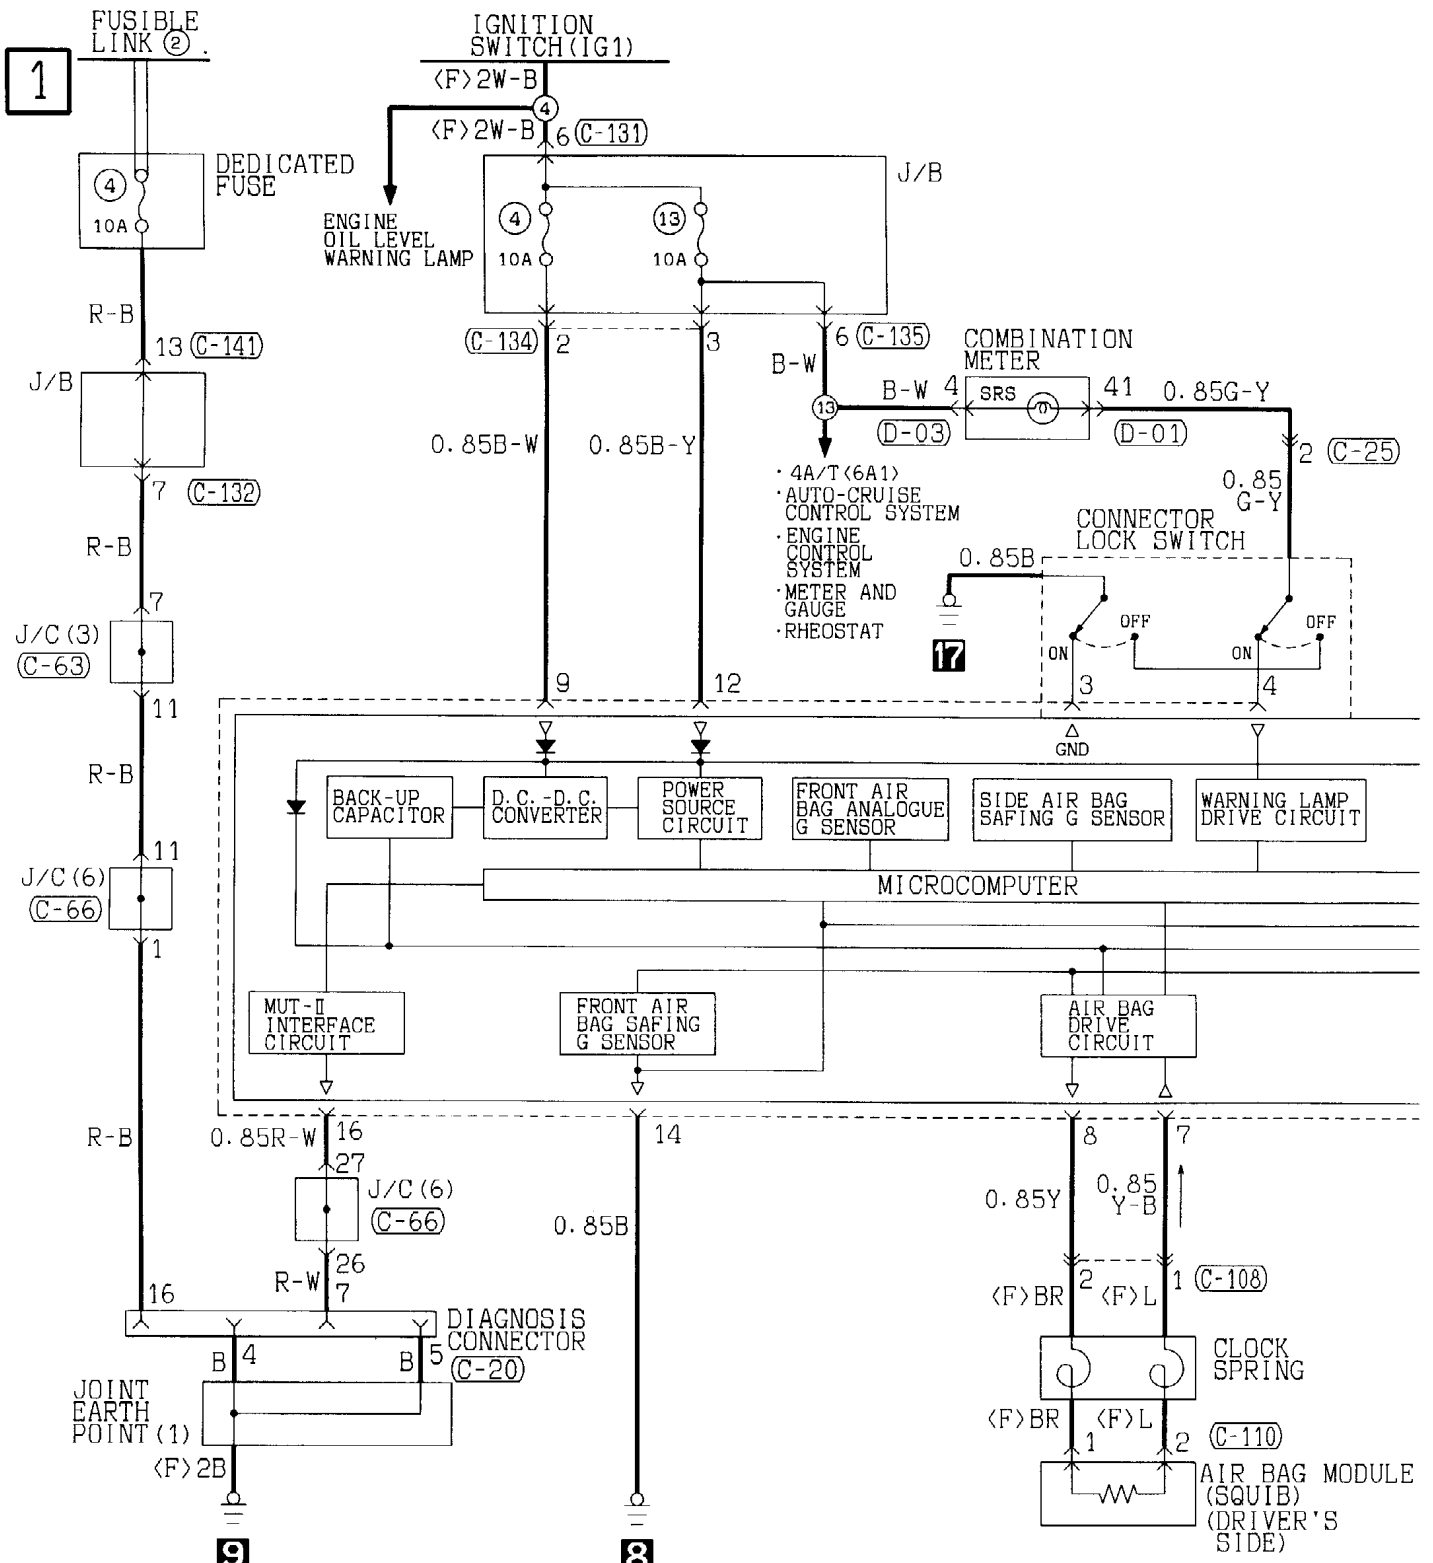 FUSIBLE
LINK ②
1
IGNITION
SWITCH(IG1)
<F>2W-B
4
<F>2W-B
6 C-131
DEDICATED
FUSE
4
10A
ENGINE
OIL LEVEL
WARNING LAMP
J/B
4
10A
13
10A
R-B
13 C-141
J/B
7 C-132
C-134 2
3
6 C-135
B-W
13
B-W 4
D-03
COMBINATION
METER
SRS
41
D-01
0.85G-Y
2 C-25
0.85
G-Y
0.85B-W
0.85B-Y
· 4A/T<6A1>
·AUTO-CRUISE
CONTROL SYSTEM
·ENGINE
CONTROL
SYSTEM
·METER AND
GAUGE
·RHEOSTAT
CONNECTOR
LOCK SWITCH
0.85B
17
OFF
ON
OFF
ON
3
4
R-B
7
J/C(3)
C-63
11
9
12
R-B
GND
BACK-UP
CAPACITOR
D.C.-D.C.
CONVERTER
POWER
SOURCE
CIRCUIT
FRONT AIR
BAG ANALOGUE
G SENSOR
SIDE AIR BAG
SAFING G SENSOR
WARNING LAMP
DRIVE CIRCUIT
11
J/C(6)
C-66
1
MICROCOMPUTER
MUT-Ⅱ
INTERFACE
CIRCUIT
FRONT AIR
BAG SAFING
G SENSOR
AIR BAG
DRIVE
CIRCUIT
R-B
0.85R-W
16
27
J/C(6)
C-66
26
R-W
7
14
0.85B
8
7
0.85Y
0.85
Y-B
2
1 C-108
<F>BR
<F>L
16
DIAGNOSIS
CONNECTOR
C-20
B 4
B 5
JOINT
EARTH
POINT(1)
<F>2B
9
8
CLOCK
SPRING
<F>BR
<F>L
1
2
C-110
AIR BAG MODULE
(SQUIB)
(DRIVER'S
SIDE)